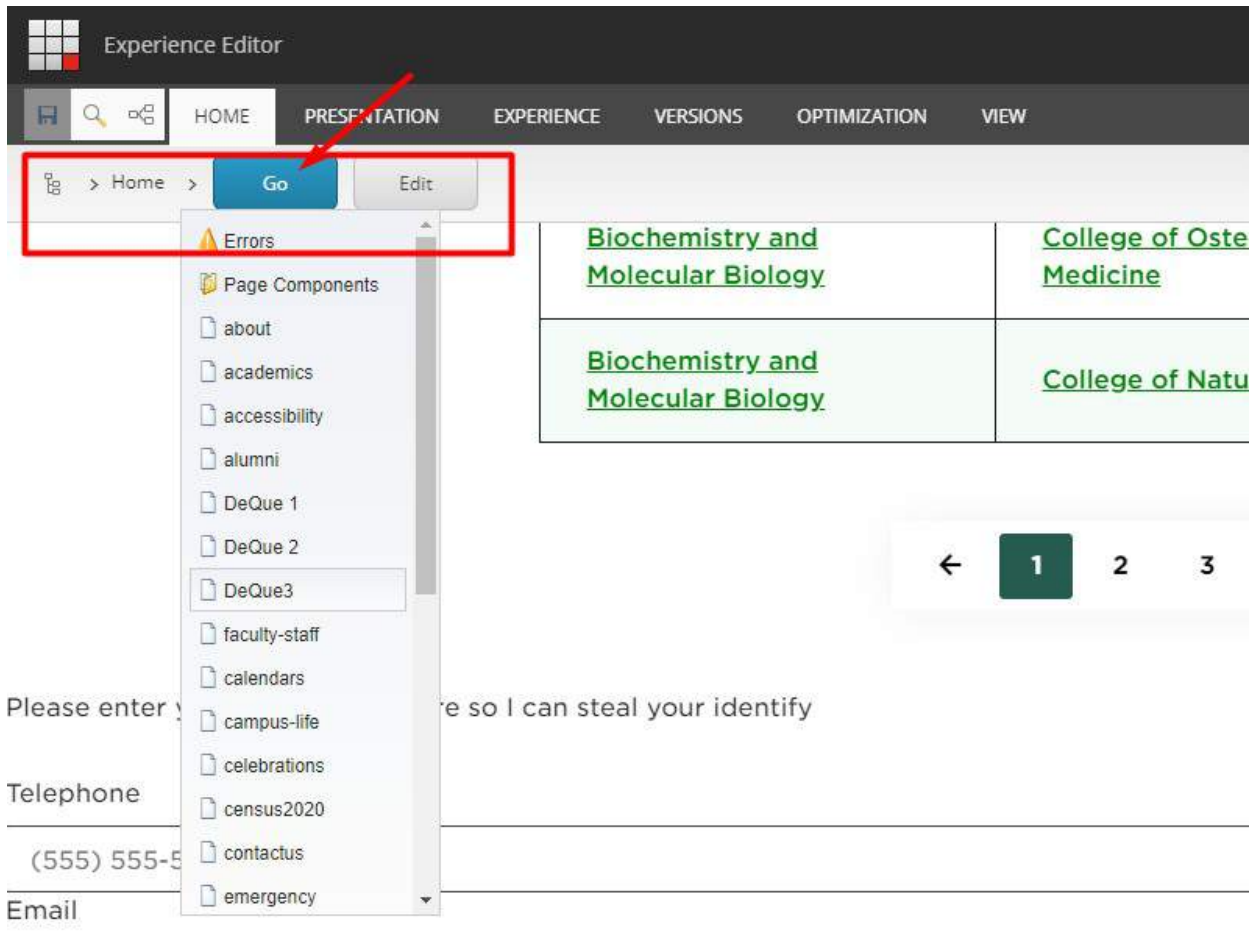 Experience Editor
HOME PRESENTATION EXPERIENCE VERSIONS OPTIMIZATION VIEW
> Home > Go Edit
Errors
Page Components
about
academics
accessibility
alumni
DeQue 1
DeQue 2
DeQue3
faculty-staff
calendars
campus-life
celebrations
census2020
contactus
emergency
Biochemistry and
Molecular Biology
College of Oste
Medicine
Biochemistry and
Molecular Biology
College of Natu
1 2 3
Please enter so I can steal your identify
Telephone
(555) 555-5
Email